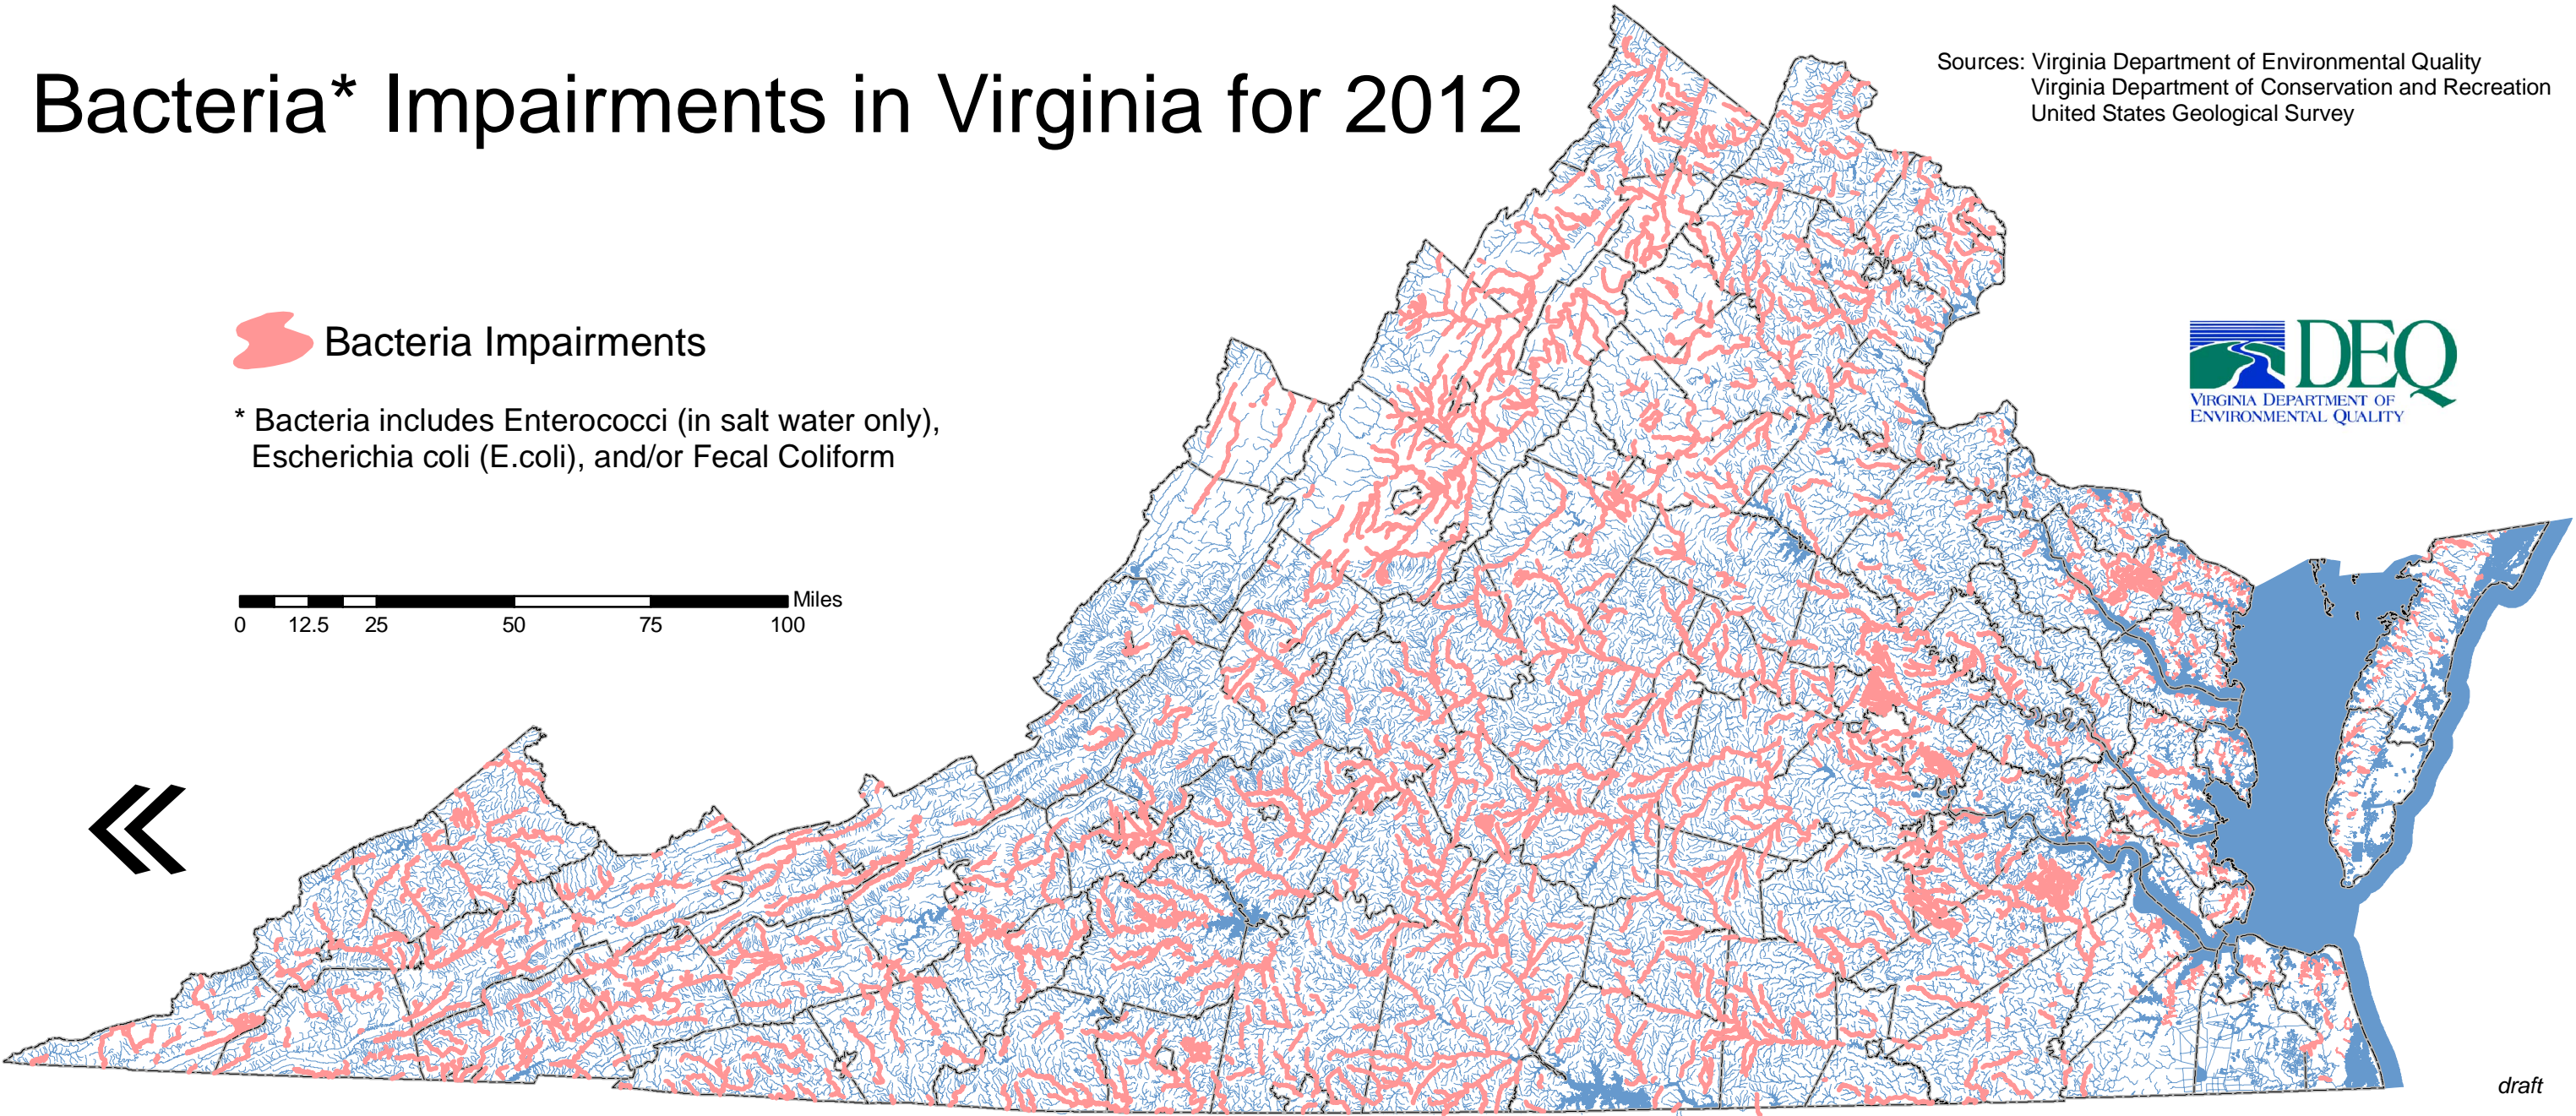 Bacteria* Impairments in Virginia for 2012
Sources: Virginia Department of Environmental Quality
Virginia Department of Conservation and Recreation
United States Geological Survey
Bacteria Impairments
* Bacteria includes Enterococci (in salt water only),
Escherichia coli (E.coli), and/or Fecal Coliform
DEQ
VIRGINIA DEPARTMENT OF
ENVIRONMENTAL QUALITY
Miles
0 12.5 25 50 75 100
draft